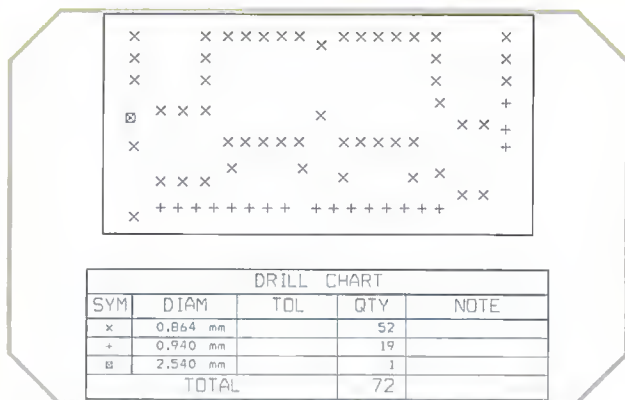 DRILL CHART
SYM DIAM TOL QTY NOTE
× 0.864 mm 52
+ 0.940 mm 19
⊠ 2.540 mm 1
TOTAL 72